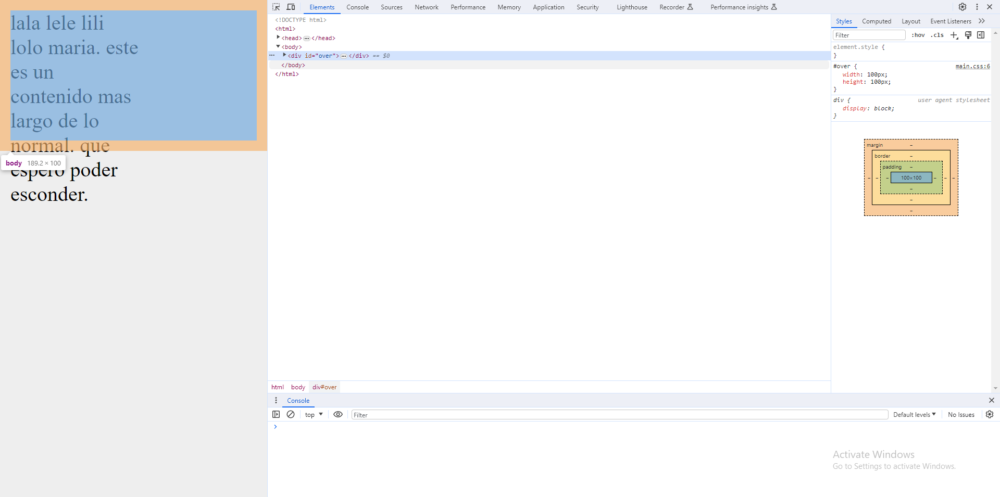 lala lele lili
lolo maria. este
es un
contenido mas
largo de lo
normal. que
espero poder
esconder.
body 189.2 × 100
Elements Console Sources Network Performance Memory Application Security Lighthouse Recorder Performance insights
<!DOCTYPE html>
<html>
<head> ••• </head>
<body>
••• <div id="over"> ••• </div> == $0
</body>
</html>
html body div#over
Styles Computed Layout Event Listeners
Filter :hov .cls
element.style {
}
#over { main.css:6
width: 100px;
height: 100px;
}
div { user agent stylesheet
display: block;
}
margin –
border –
padding –
– – – 100×100 – – –
–
–
–
Console
top Filter Default levels No Issues
Activate Windows
Go to Settings to activate Windows.